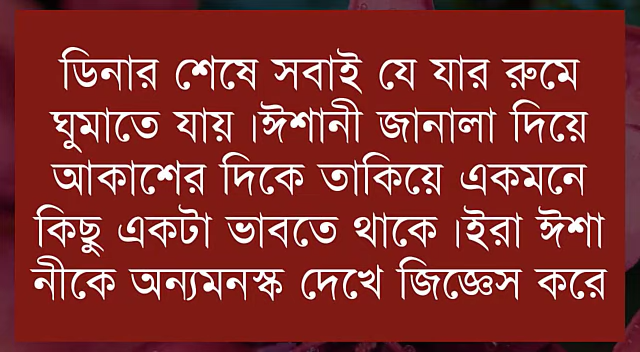 ডিনার শেষে সবাই যে যার রুমে
ঘুমাতে যায় ।ঈশানী জানালা দিয়ে
আকাশের দিকে তাকিয়ে একমনে
কিছু একটা ভাবতে থাকে ।ইরা ঈশা
নীকে অন্যমনস্ক দেখে জিজ্ঞেস করে